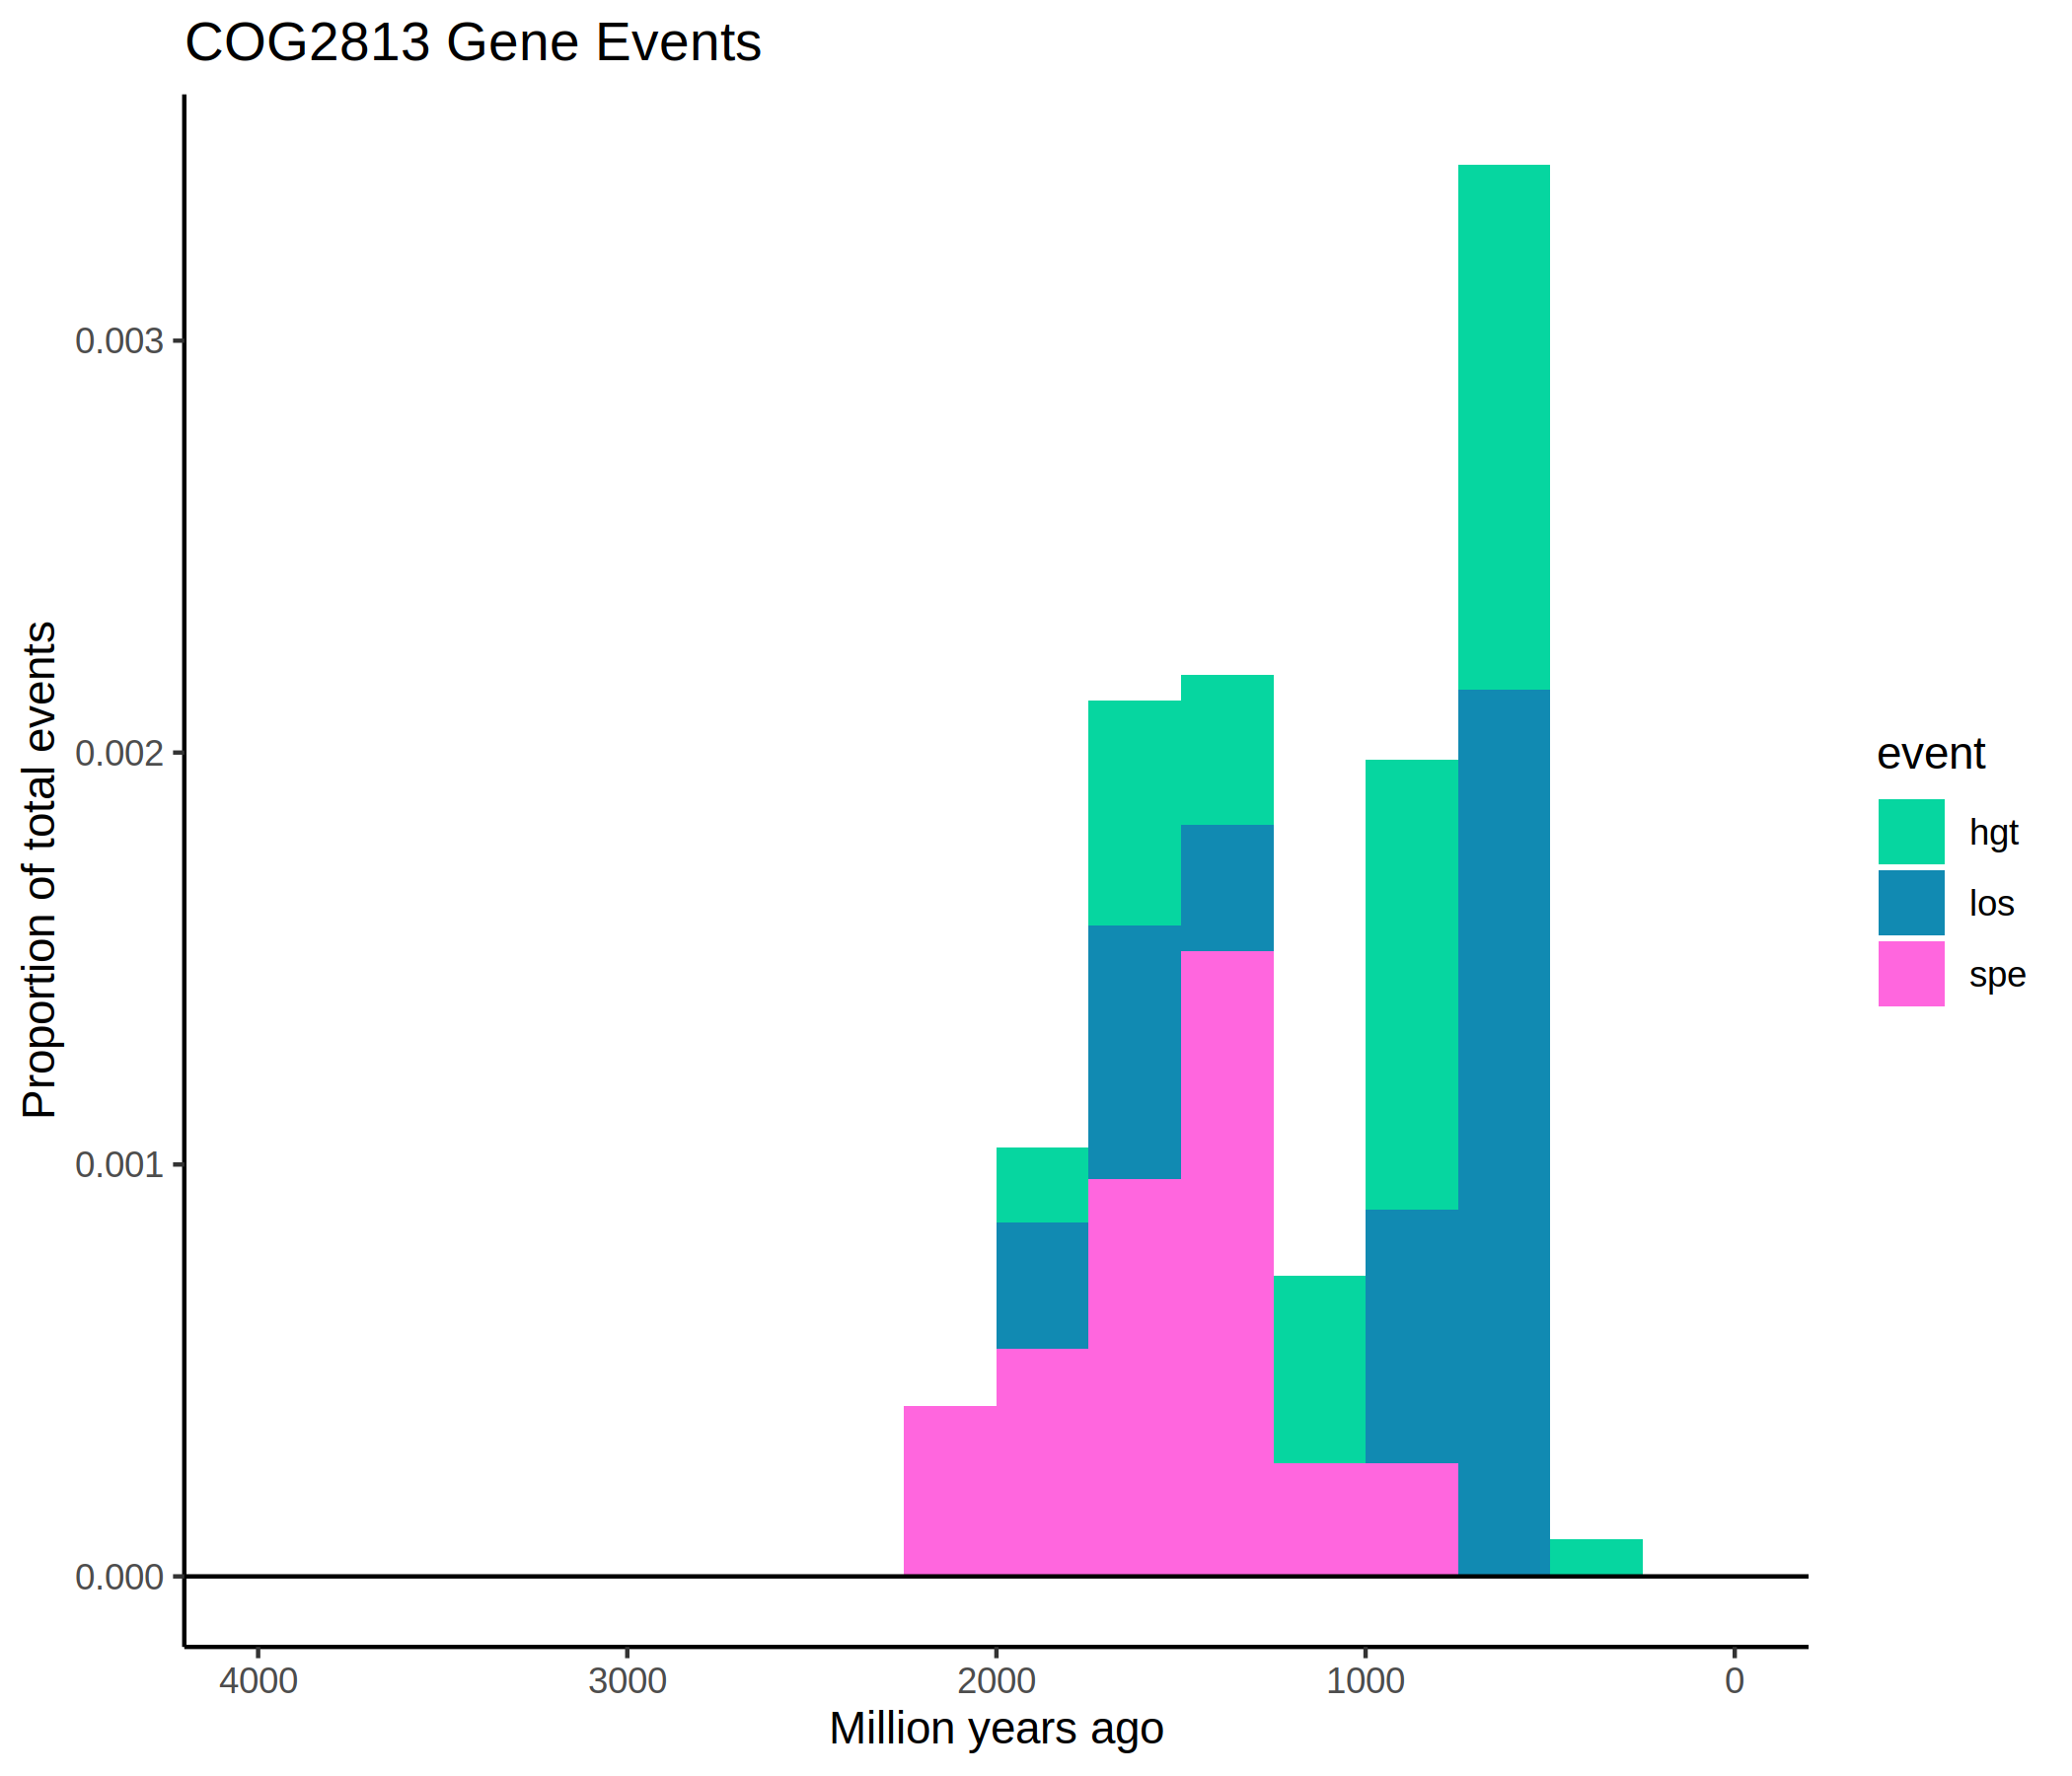 COG2813 Gene Events
Proportion of total events
0.003
0.002
0.001
0.000
4000 3000 2000 1000 0
Million years ago
event
hgt
los
spe